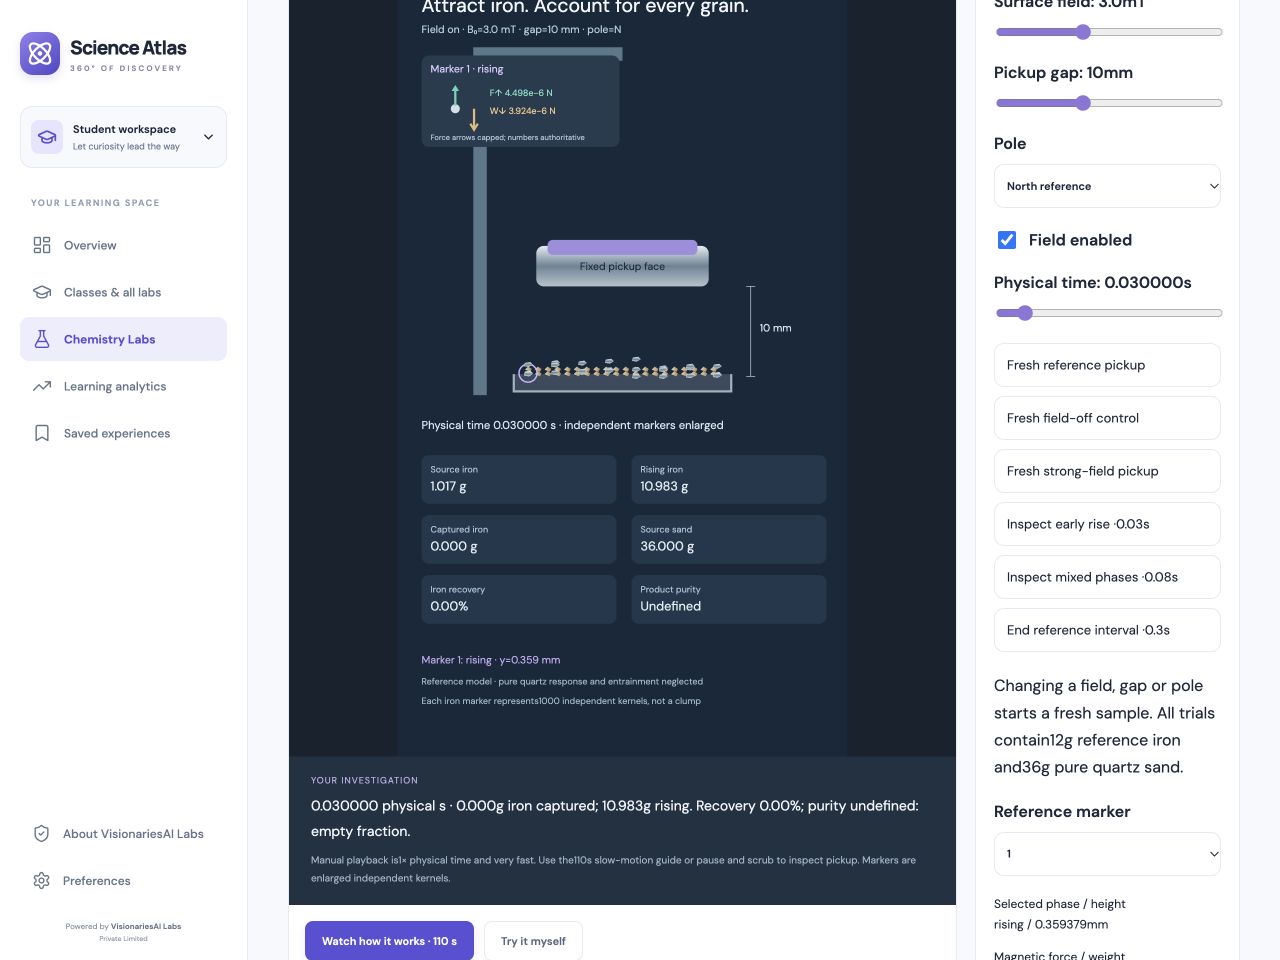 Science Atlas
360° OF DISCOVERY
Student workspace
Let curiosity lead the way
YOUR LEARNING SPACE
Overview
Classes & all labs
Chemistry Labs
Learning analytics
Saved experiences
About VisionariesAI Labs
Preferences
Powered by VisionariesAI Labs
Private Limited
Attract iron. Account for every grain.
Field on · B₀=3.0 mT · gap=10 mm · pole=N
Marker 1 · rising
F↑ 4.498e-6 N
W↓ 3.924e-6 N
Force arrows capped; numbers authoritative
Fixed pickup face
10 mm
Physical time 0.030000 s · independent markers enlarged
Source iron
1.017 g
Rising iron
10.983 g
Captured iron
0.000 g
Source sand
36.000 g
Iron recovery
0.00%
Product purity
Undefined
Marker 1: rising · y=0.359 mm
Reference model · pure quartz response and entrainment neglected
Each iron marker represents1000 independent kernels, not a clump
YOUR INVESTIGATION
0.030000 physical s · 0.000g iron captured; 10.983g rising. Recovery 0.00%; purity undefined:
empty fraction.
Manual playback is1× physical time and very fast. Use the110s slow-motion guide or pause and scrub to inspect pickup. Markers are
enlarged independent kernels.
Watch how it works · 110 s
Try it myself
Surface field: 3.0mT
Pickup gap: 10mm
Pole
North reference
Field enabled
Physical time: 0.030000s
Fresh reference pickup
Fresh field-off control
Fresh strong-field pickup
Inspect early rise ·0.03s
Inspect mixed phases ·0.08s
End reference interval ·0.3s
Changing a field, gap or pole
starts a fresh sample. All trials
contain12g reference iron
and36g pure quartz sand.
Reference marker
1
Selected phase / height
rising / 0.359379mm
Magnetic force / weight